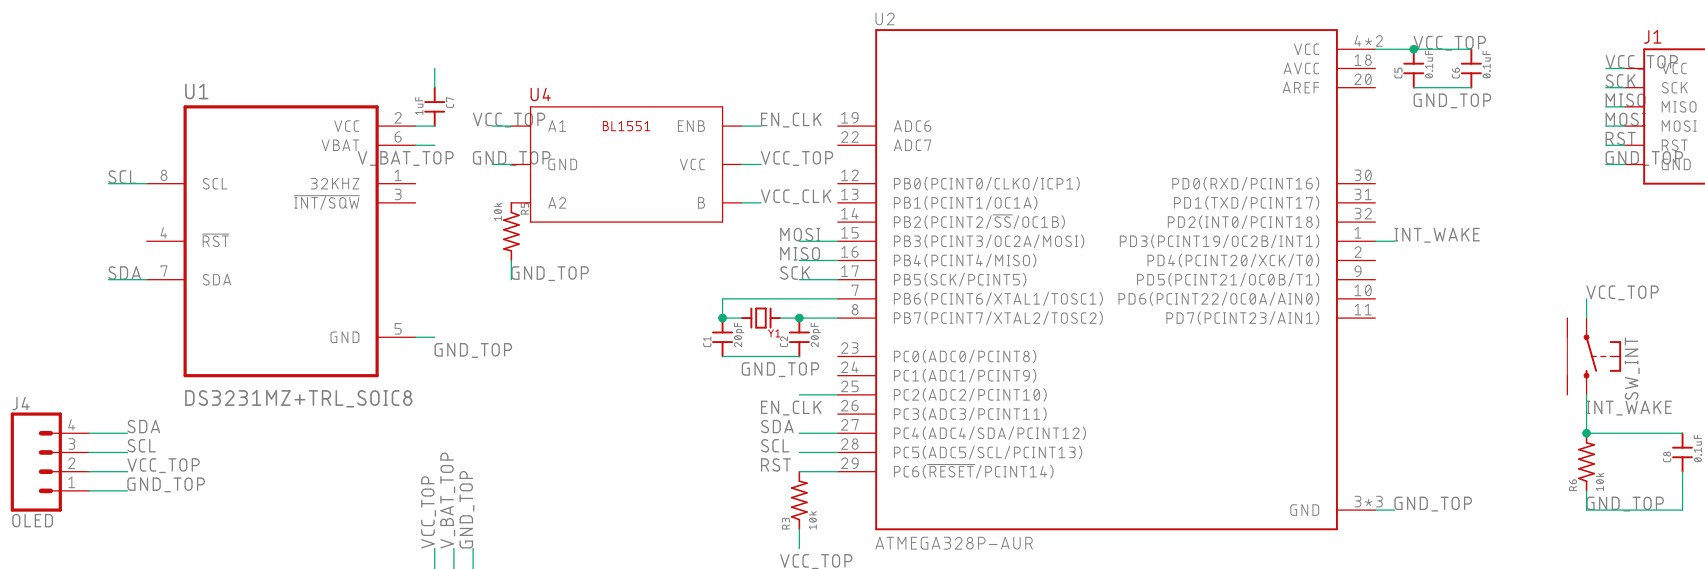 U1
1uF
C7
VCC 2
VBAT 6
V_BAT_TOP
SCL 8 SCL
32KHZ 1
INT/SQW 3
4 RST
SDA 7 SDA
GND 5
GND_TOP
DS3231MZ+TRL_SOIC8
J4
4 SDA
3 SCL
2 VCC_TOP
1 GND_TOP
OLED
VCC_TOP
V_BAT_TOP
GND_TOP
U4
BL1551
VCC_TOP A1
GND_TOP GND
A2
ENB EN_CLK
VCC VCC_TOP
B VCC_CLK
10k
R5
GND_TOP
U2
19 ADC6
22 ADC7
12 PB0(PCINT0/CLKO/ICP1)
13 PB1(PCINT1/OC1A)
14 PB2(PCINT2/SS/OC1B)
MOSI 15 PB3(PCINT3/OC2A/MOSI)
MISO 16 PB4(PCINT4/MISO)
SCK 17 PB5(SCK/PCINT5)
7 PB6(PCINT6/XTAL1/TOSC1)
8 PB7(PCINT7/XTAL2/TOSC2)
C1
20pF
Y1
C2
20pF
GND_TOP
23 PC0(ADC0/PCINT8)
24 PC1(ADC1/PCINT9)
25 PC2(ADC2/PCINT10)
EN_CLK 26 PC3(ADC3/PCINT11)
SDA 27 PC4(ADC4/SDA/PCINT12)
SCL 28 PC5(ADC5/SCL/PCINT13)
RST 29 PC6(RESET/PCINT14)
R3
10k
VCC_TOP
VCC 4*2 VCC_TOP
AVCC 18
AREF 20
C5
0.1uF
C6
0.1uF
GND_TOP
PD0(RXD/PCINT16) 30
PD1(TXD/PCINT17) 31
PD2(INT0/PCINT18) 32
PD3(PCINT19/OC2B/INT1) 1 INT_WAKE
PD4(PCINT20/XCK/T0) 2
PD5(PCINT21/OC0B/T1) 9
PD6(PCINT22/OC0A/AIN0) 10
PD7(PCINT23/AIN1) 11
GND 3*3 GND_TOP
ATMEGA328P-AUR
J1
VCC_TOP VCC
SCK SCK
MISO MISO
MOSI MOSI
RST RST
GND_TOP GND
VCC_TOP
SW_INT
INT_WAKE
R6
10k
C8
0.1uF
GND_TOP